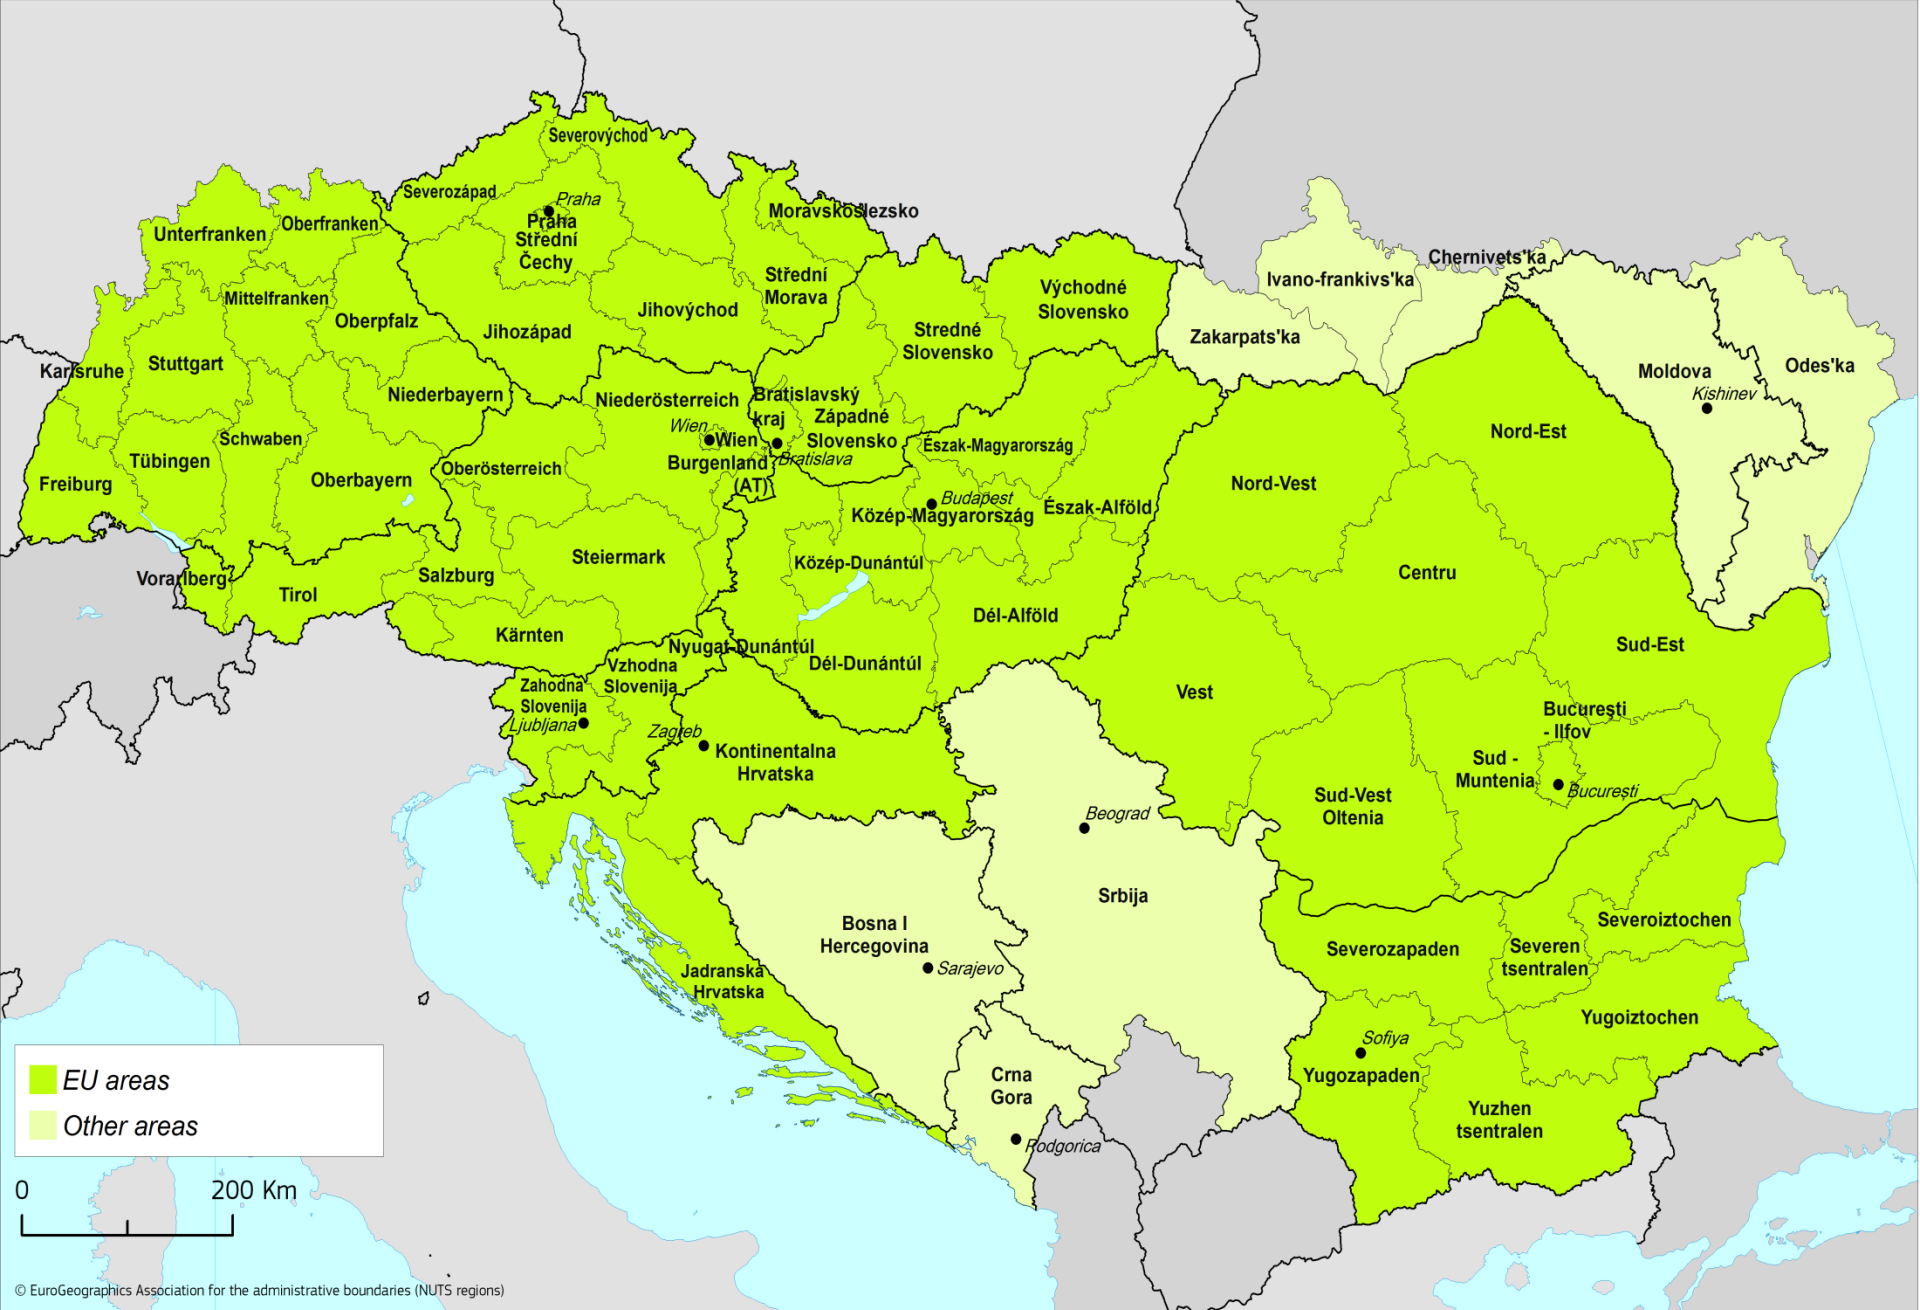 Severovýchod
Severozápad
Praha
Praha
Střední
Čechy
Moravskoslezsko
Unterfranken
Oberfranken
Střední
Morava
Mittelfranken
Oberpfalz
Jihozápad
Jihovýchod
Východné
Slovensko
Stredné
Slovensko
Ivano-frankivs'ka
Chernivets'ka
Zakarpats'ka
Moldova
Kishinev
Odes'ka
Karlsruhe
Stuttgart
Niederbayern
Niederösterreich
Bratislavský
kraj
Západné
Slovensko
Wien
Wien
Bratislava
Burgenland
(AT)
Schwaben
Tübingen
Freiburg
Oberbayern
Oberösterreich
Észak-Magyarország
Budapest
Közép-Magyarország
Észak-Alföld
Nord-Vest
Nord-Est
Centru
Vorarlberg
Tirol
Salzburg
Steiermark
Közép-Dunántúl
Kärnten
Nyugat-Dunántúl
Dél-Dunántúl
Dél-Alföld
Sud-Est
Vzhodna
Slovenija
Zahodna
Slovenija
Ljubljana
Zagreb
Kontinentalna
Hrvatska
Vest
Bucureşti
- Ilfov
Sud -
Muntenia
Bucureşti
Sud-Vest
Oltenia
Beograd
Srbija
Bosna I
Hercegovina
Sarajevo
Jadranska
Hrvatska
Severozapaden
Severen
tsentralen
Severoiztochen
Yugoiztochen
Sofiya
Yugozapaden
Yuzhen
tsentralen
Crna
Gora
Podgorica
EU areas
Other areas
0 200 Km
© EuroGeographics Association for the administrative boundaries (NUTS regions)